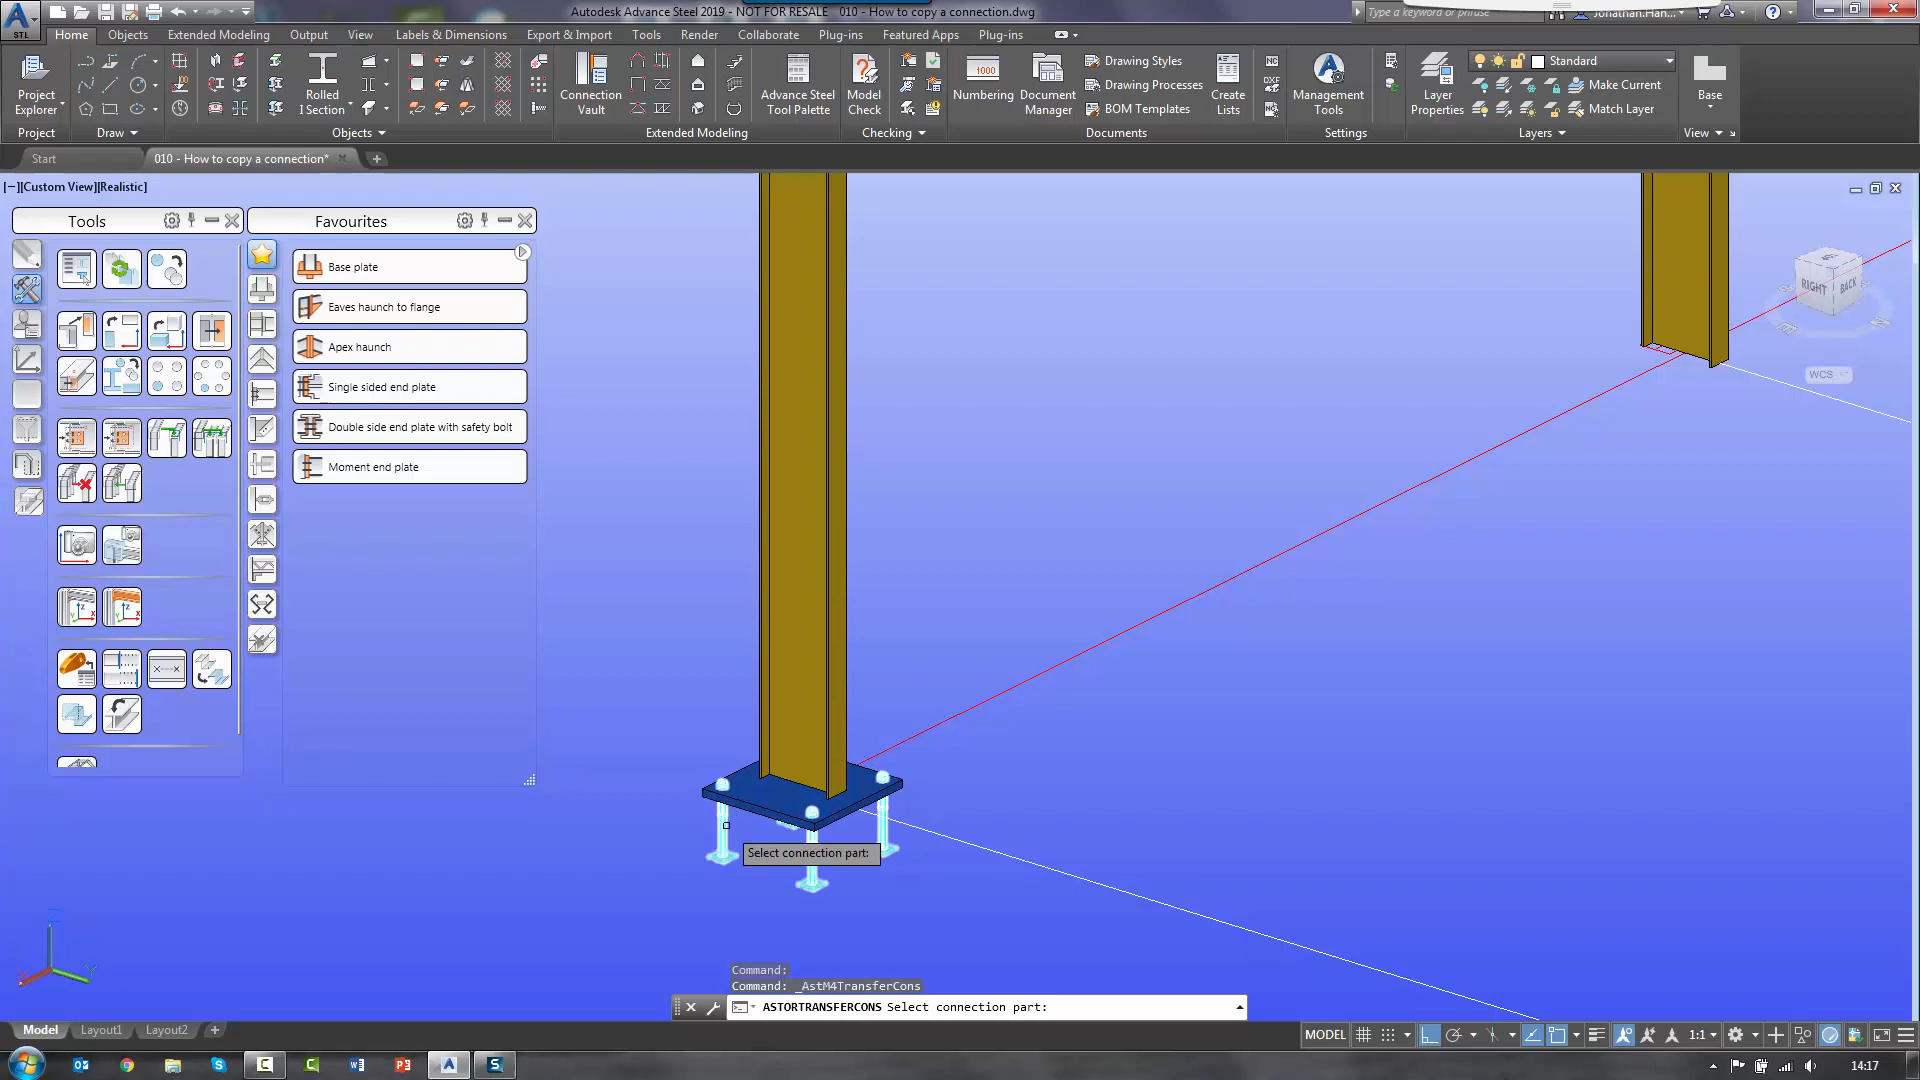 Autodesk Advance Steel 2019 - NOT FOR RESALE 010 - How to copy a connection.dwg
Type a keyword or phrase
Jonathan.Han...
STL
Home Objects Extended Modeling Output View Labels & Dimensions Export & Import Tools Render Collaborate Plug-ins Featured Apps Plug-ins
Project Explorer
Rolled I Section
Connection Vault
Advance Steel Tool Palette
Model Check
1000
Numbering
Document Manager
Drawing Styles
Drawing Processes
BOM Templates
Create Lists
NC
DXF
Management Tools
Layer Properties
Standard
Make Current
Match Layer
Base
Project Draw Objects Extended Modeling Checking Documents Settings Layers View
Start 010 - How to copy a connection*
[−][Custom View][Realistic]
Tools Favourites
Base plate
Eaves haunch to flange
Apex haunch
Single sided end plate
Double side end plate with safety bolt
Moment end plate
RIGHT BACK
WCS
Select connection part:
Z
X
Y
Command:
Command: _AstM4TransferCons
ASTORTRANSFERCONS Select connection part:
Model Layout1 Layout2
MODEL 1:1
14:17